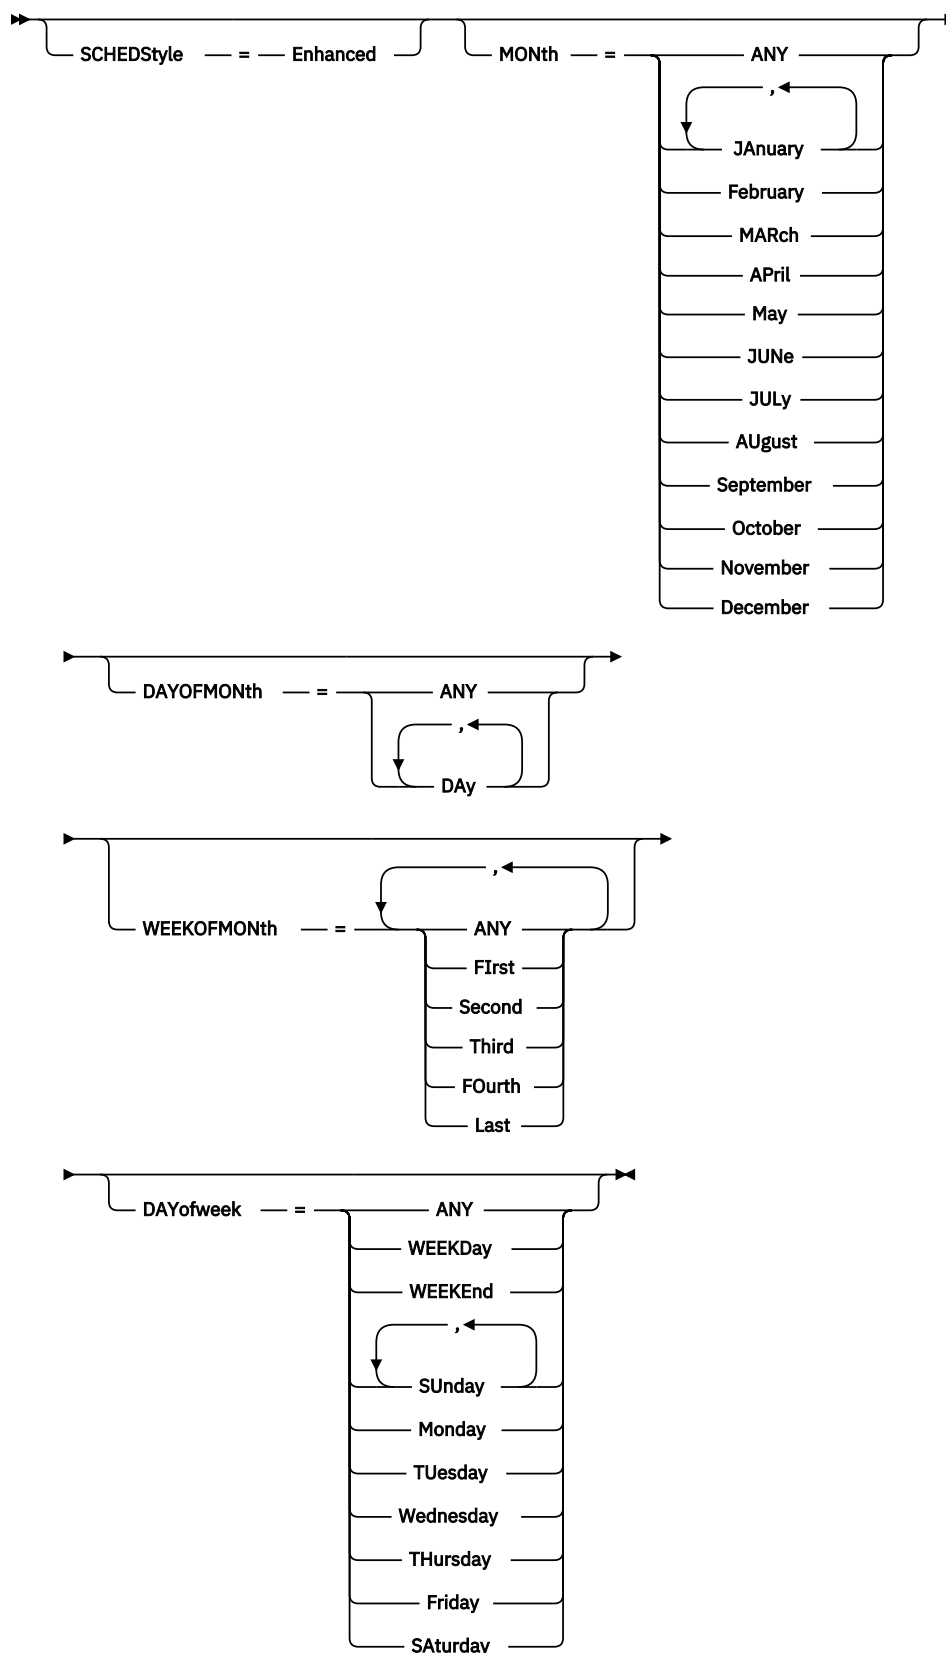 SCHEDStyle = Enhanced MONth = ANY
,
JAnuary
February
MARch
APril
May
JUNe
JULy
AUgust
September
October
November
December
DAYOFMONth = ANY
,
DAy
,
WEEKOFMONth = ANY
FIrst
Second
Third
FOurth
Last
DAYofweek = ANY
WEEKDay
WEEKEnd
,
SUnday
Monday
TUesday
Wednesday
THursday
Friday
SAturday